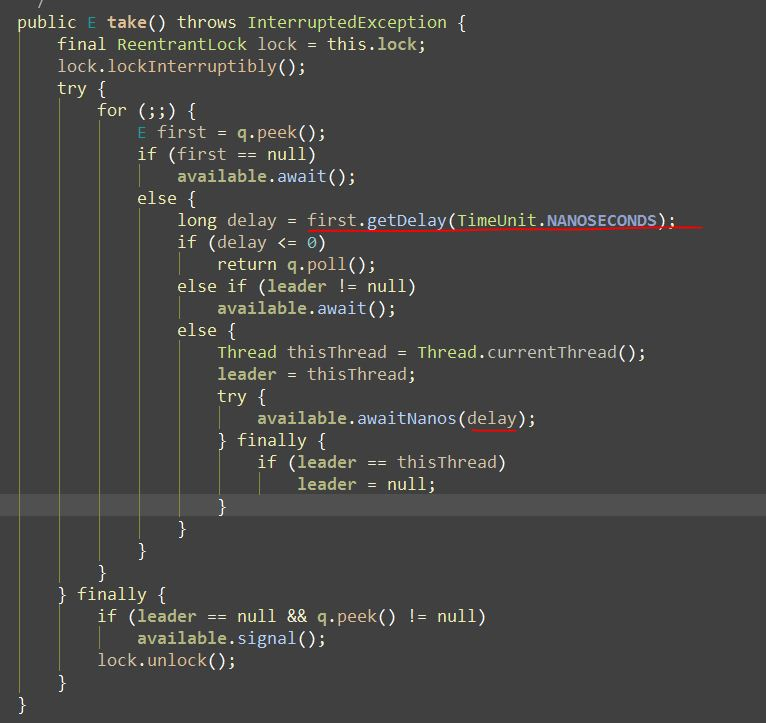 /
public E take() throws InterruptedException {
    final ReentrantLock lock = this.lock;
    lock.lockInterruptibly();
    try {
        for (;;) {
            E first = q.peek();
            if (first == null)
                available.await();
            else {
                long delay = first.getDelay(TimeUnit.NANOSECONDS);
                if (delay <= 0)
                    return q.poll();
                else if (leader != null)
                    available.await();
                else {
                    Thread thisThread = Thread.currentThread();
                    leader = thisThread;
                    try {
                        available.awaitNanos(delay);
                    } finally {
                        if (leader == thisThread)
                            leader = null;
                    }
                }
            }
        }
    } finally {
        if (leader == null && q.peek() != null)
            available.signal();
        lock.unlock();
    }
}